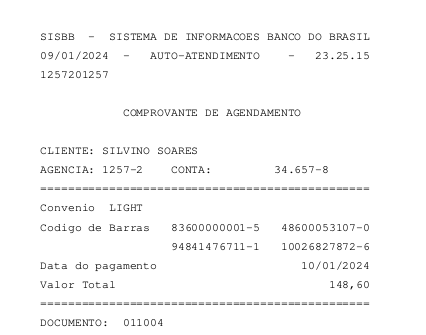 SISBB - SISTEMA DE INFORMACOES BANCO DO BRASIL
09/01/2024 - AUTO-ATENDIMENTO - 23.25.15
1257201257
COMPROVANTE DE AGENDAMENTO
CLIENTE: SILVINO SOARES
AGENCIA: 1257-2 CONTA: 34.657-8
================================================
Convenio LIGHT
Codigo de Barras 83600000001-5 48600053107-0
94841476711-1 10026827872-6
Data do pagamento 10/01/2024
Valor Total 148,60
================================================
DOCUMENTO: 011004